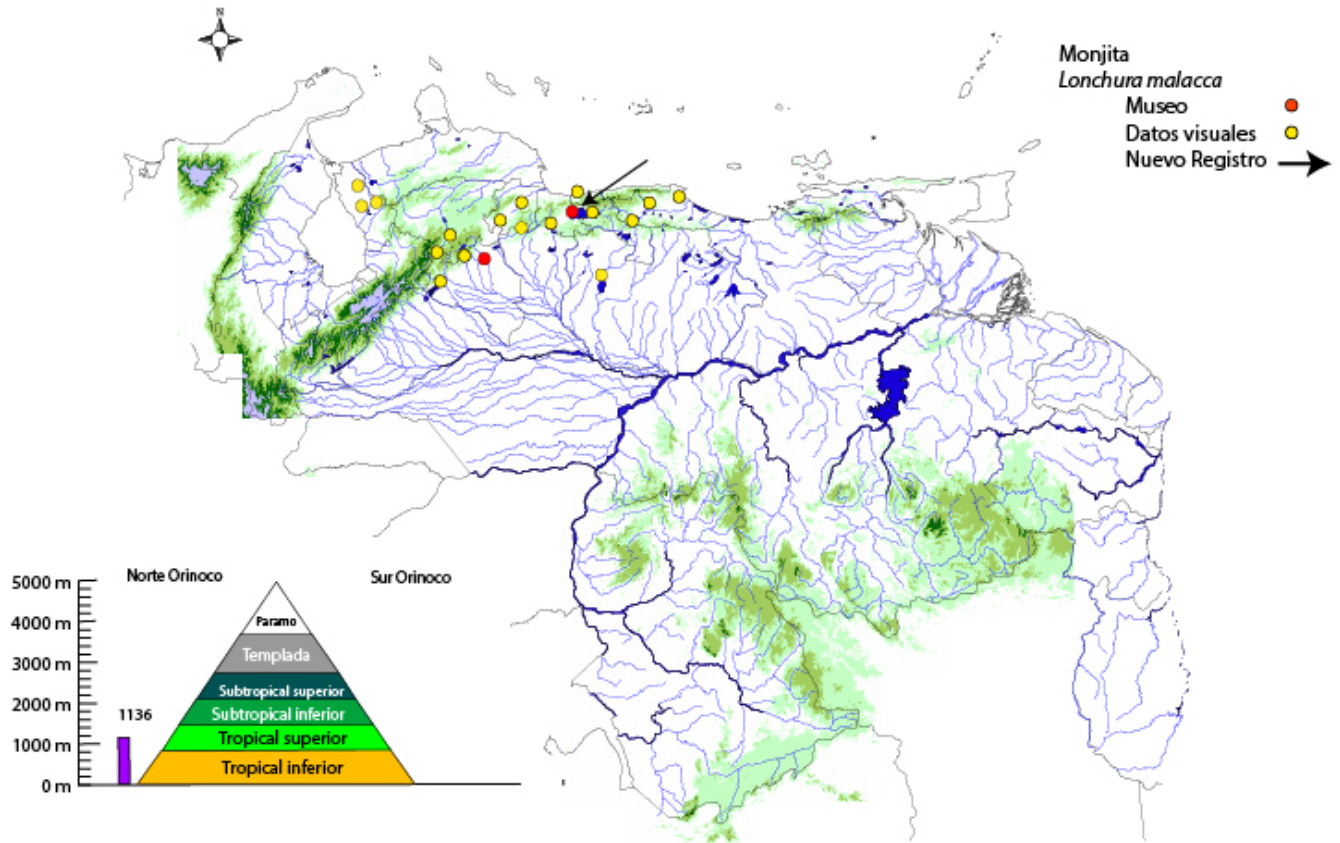 N
Monjita
Lonchura malacca
Museo
Datos visuales
Nuevo Registro
Norte Orinoco
Sur Orinoco
5000 m
4000 m
3000 m
2000 m
1000 m
0 m
1136
Paramo
Templada
Subtropical superior
Subtropical inferior
Tropical superior
Tropical inferior